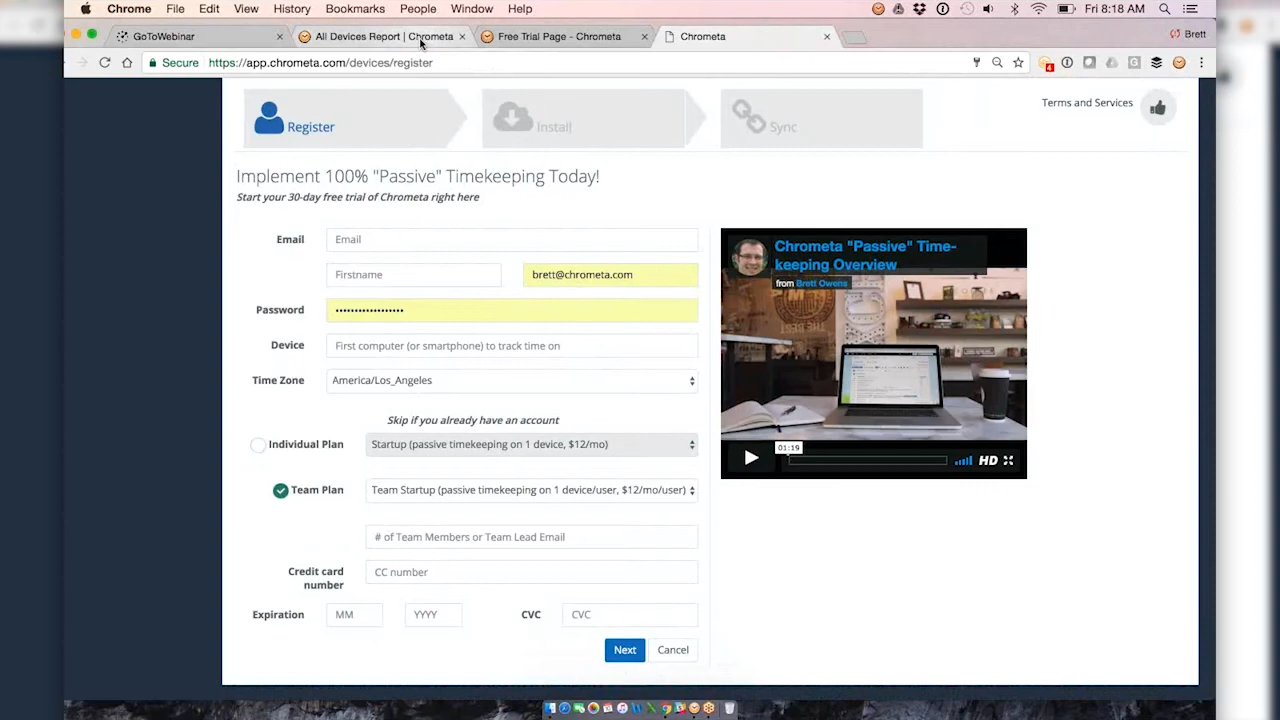 Chrome File Edit View History Bookmarks People Window Help Fri 8:18 AM
GoToWebinar All Devices Report | Chrometa Free Trial Page - Chrometa Chrometa Brett
Secure https://app.chrometa.com/devices/register 4
Register Install Sync Terms and Services
Implement 100% "Passive" Timekeeping Today!
Start your 30-day free trial of Chrometa right here
Email Email
Firstname brett@chrometa.com
Password ••••••••••••••••••
Device First computer (or smartphone) to track time on
Time Zone America/Los_Angeles
Skip if you already have an account
Individual Plan Startup (passive timekeeping on 1 device, $12/mo)
Team Plan Team Startup (passive timekeeping on 1 device/user, $12/mo/user)
# of Team Members or Team Lead Email
Credit card
number CC number
Expiration MM YYYY CVC CVC
Next Cancel
Chrometa "Passive" Time-
keeping Overview
from Brett Owens
01:19
HD